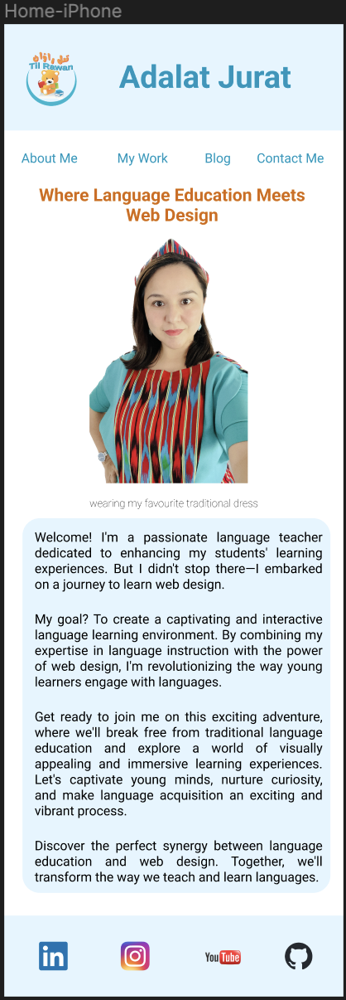 Home-iPhone
تىل راۋان
Til Rawan
Adalat Jurat
About Me My Work Blog Contact Me
Where Language Education Meets
Web Design
wearing my favourite traditional dress
Welcome! I'm a passionate language teacher
dedicated to enhancing my students' learning
experiences. But I didn't stop there—I embarked
on a journey to learn web design.
My goal? To create a captivating and interactive
language learning environment. By combining my
expertise in language instruction with the power
of web design, I'm revolutionizing the way young
learners engage with languages.
Get ready to join me on this exciting adventure,
where we'll break free from traditional language
education and explore a world of visually
appealing and immersive learning experiences.
Let's captivate young minds, nurture curiosity,
and make language acquisition an exciting and
vibrant process.
Discover the perfect synergy between language
education and web design. Together, we'll
transform the way we teach and learn languages.
in
YouTube